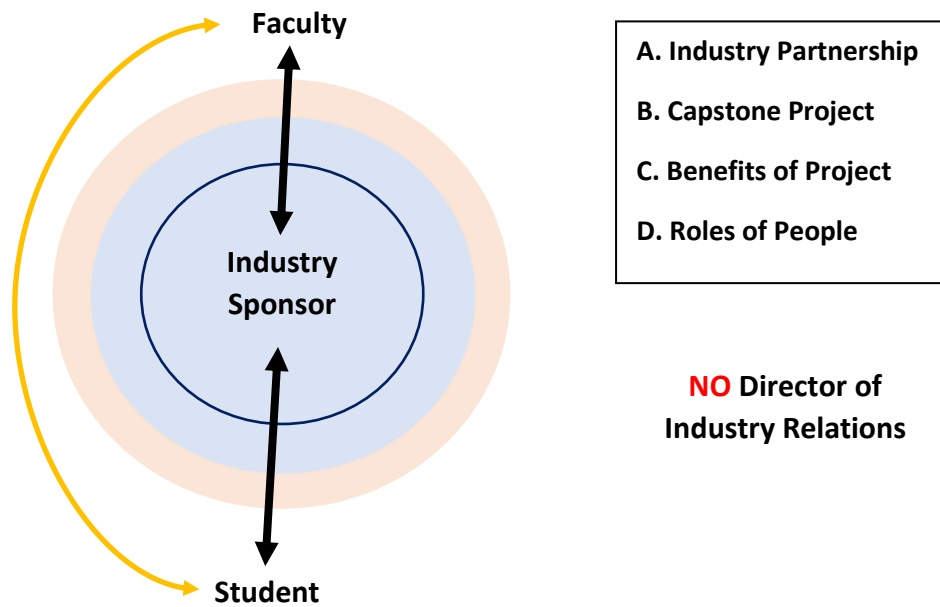 Faculty
Industry
Sponsor
Student
A. Industry Partnership
B. Capstone Project
C. Benefits of Project
D. Roles of People
NO Director of
Industry Relations